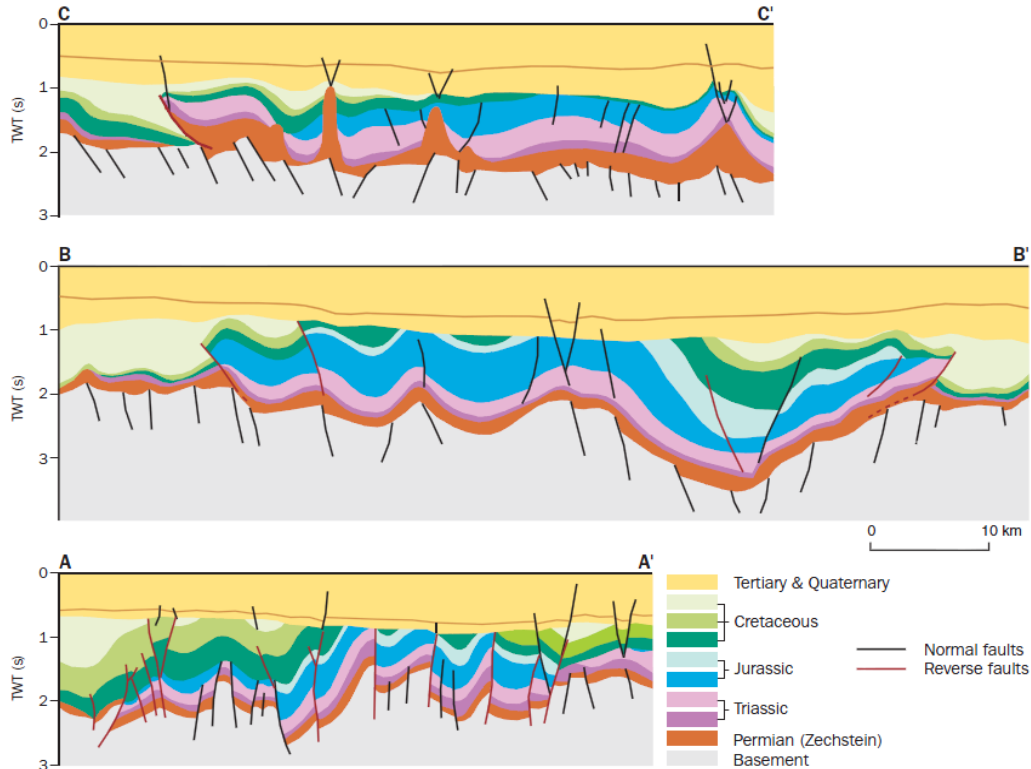 C C'
0
1
TWT (s)
2
3
B B'
0
1
TWT (s)
2
3
0 10 km
A A'
0
1
TWT (s)
2
3
Tertiary & Quaternary
Cretaceous
Jurassic
Triassic
Permian (Zechstein)
Basement
Normal faults
Reverse faults